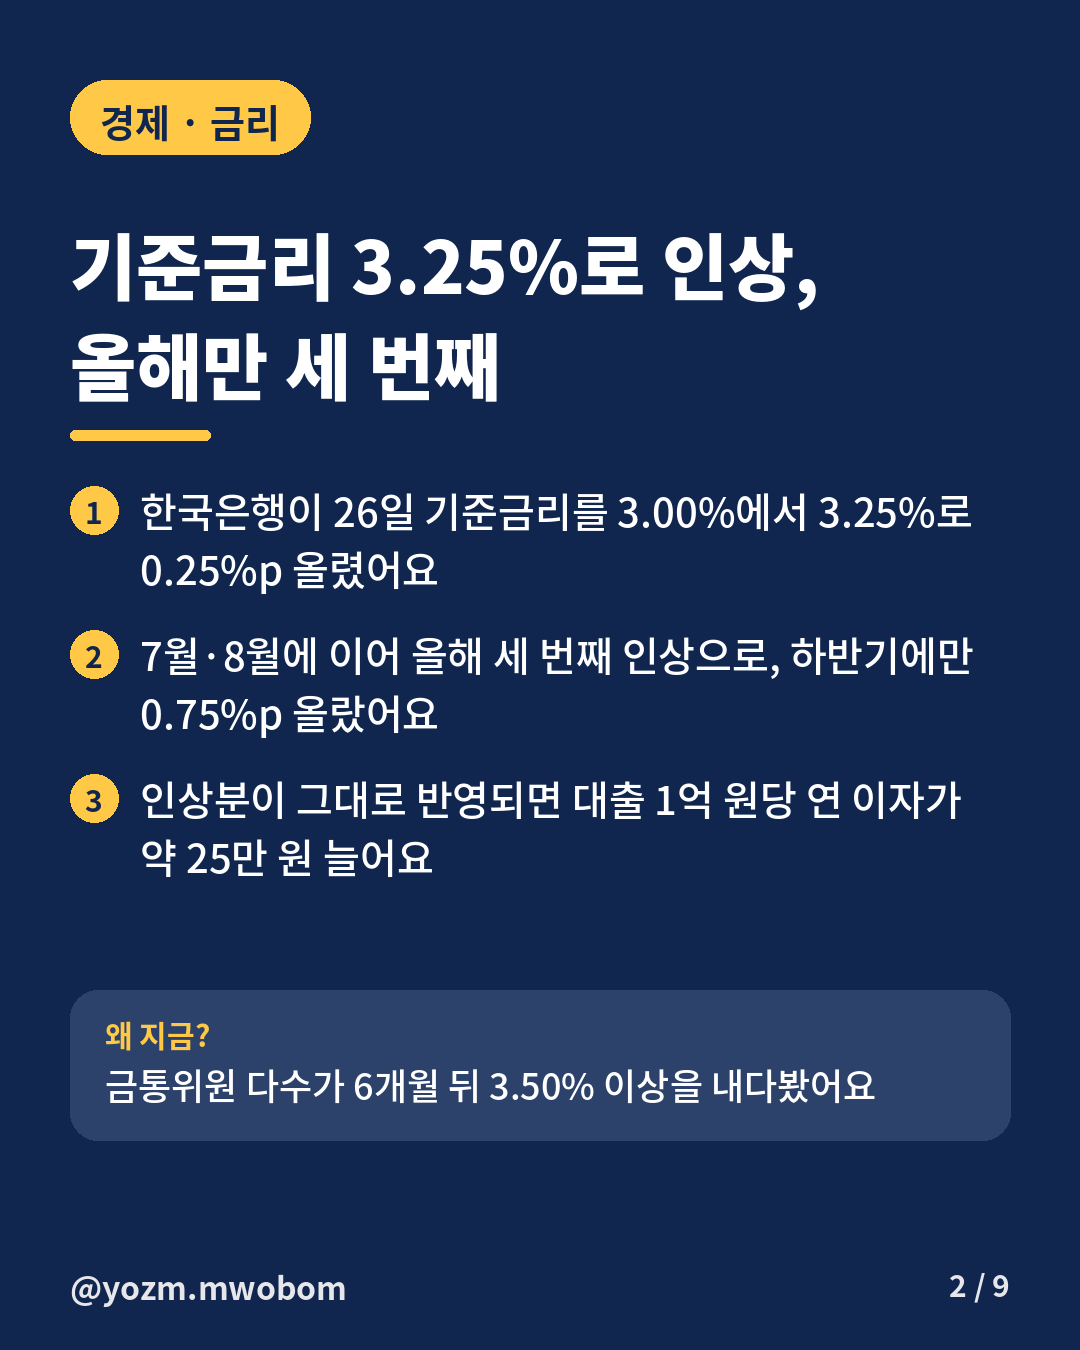 경제 · 금리
기준금리 3.25%로 인상,
올해만 세 번째
1 한국은행이 26일 기준금리를 3.00%에서 3.25%로
0.25%p 올렸어요
2 7월·8월에 이어 올해 세 번째 인상으로, 하반기에만
0.75%p 올랐어요
3 인상분이 그대로 반영되면 대출 1억 원당 연 이자가
약 25만 원 늘어요
왜 지금?
금통위원 다수가 6개월 뒤 3.50% 이상을 내다봤어요
@yozm.mwobom
2 / 9